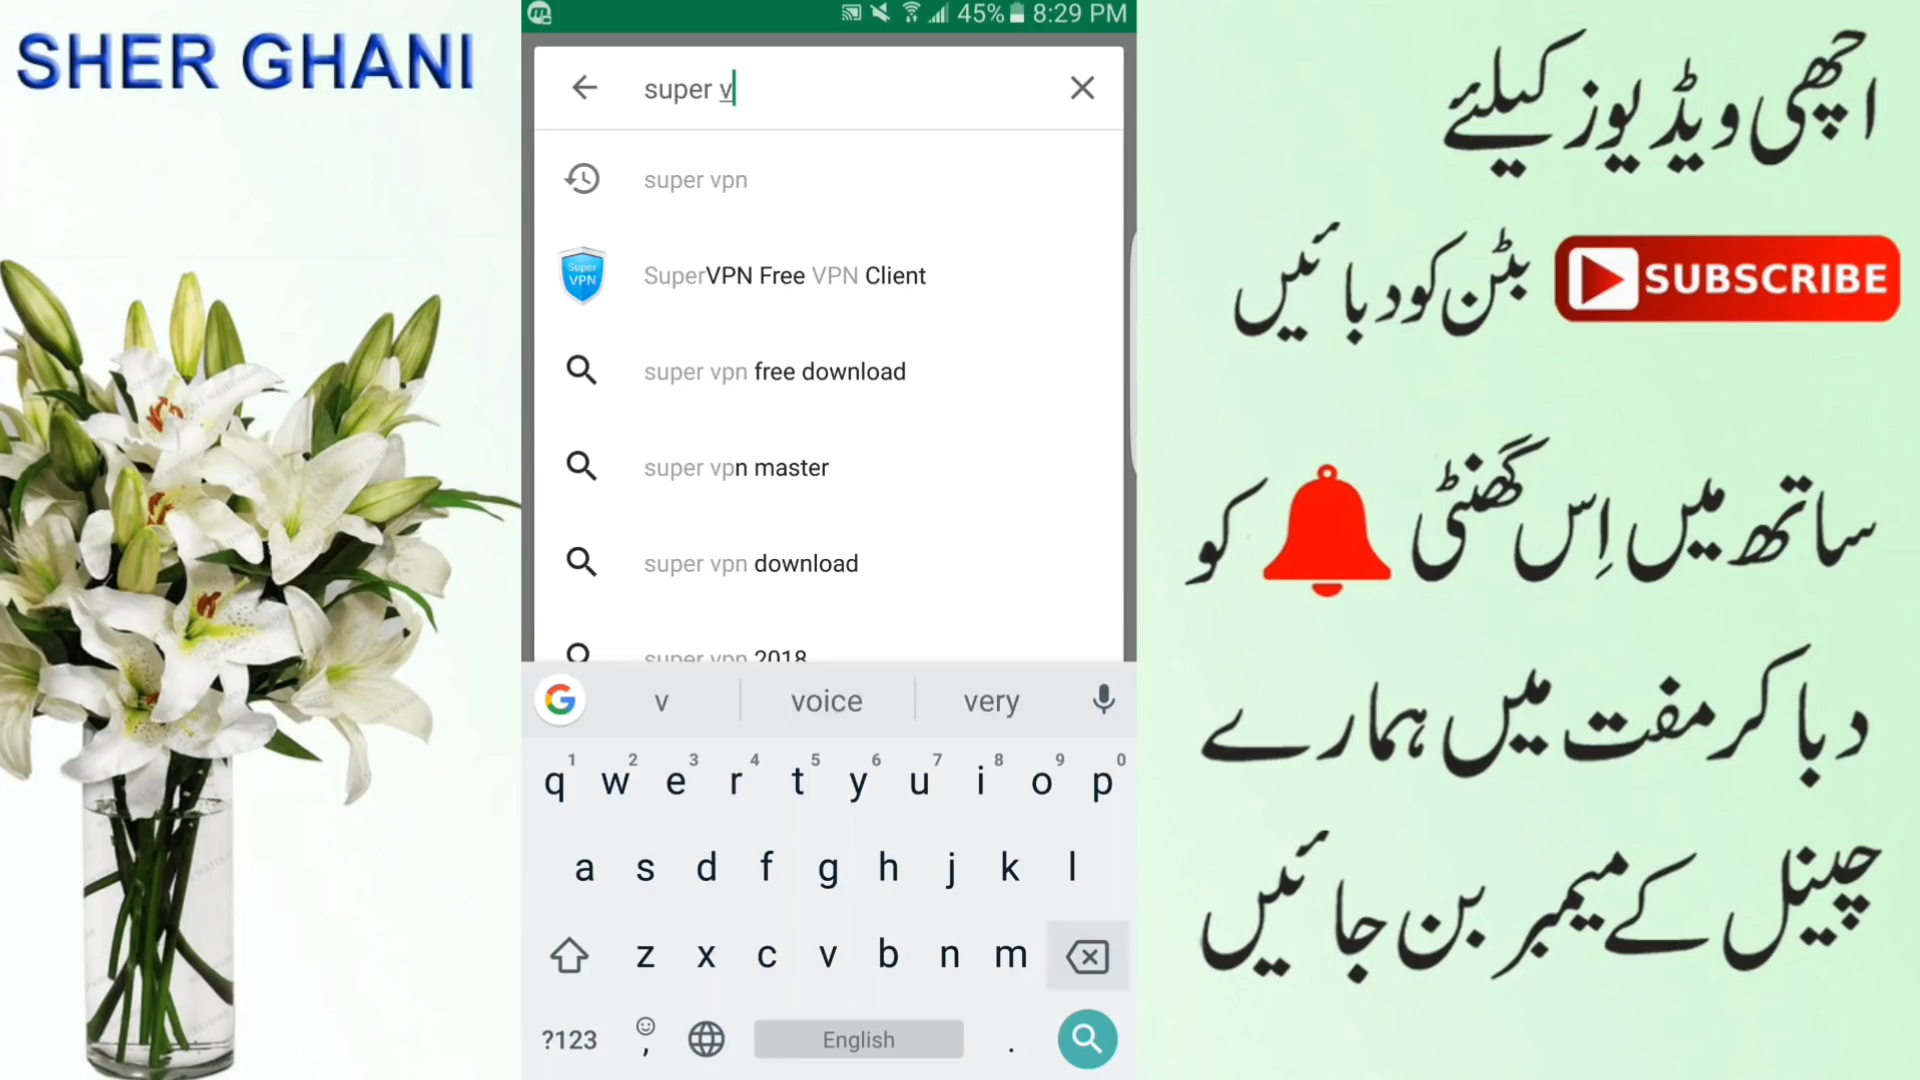 SHER GHANI
45% 8:29 PM
super v
super vpn
Super VPN
SuperVPN Free VPN Client
super vpn free download
super vpn master
super vpn download
super vpn 2018
v voice very
1 2 3 4 5 6 7 8 9 0
q w e r t y u i o p
a s d f g h j k l
z x c v b n m
?123 , English .
اچھی ویڈیوز کیلئے
بٹن کو دبائیں SUBSCRIBE
ساتھ میں اِس گھنٹی کو
دبا کر مفت میں ہمارے
چینل کے میمبر بن جائیں